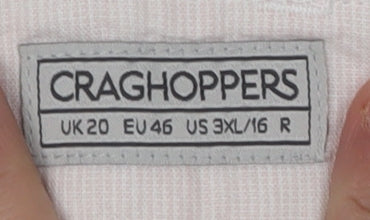 CRAGHOPPERS
UK 20 EU 46 US 3XL/16 R